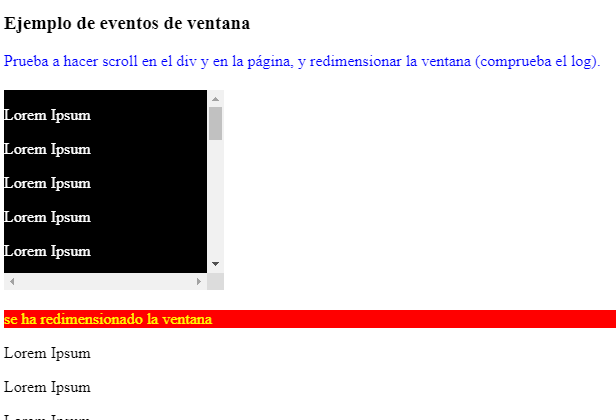 Ejemplo de eventos de ventana
Prueba a hacer scroll en el div y en la página, y redimensionar la ventana (comprueba el log).
Lorem Ipsum
Lorem Ipsum
Lorem Ipsum
Lorem Ipsum
Lorem Ipsum
se ha redimensionado la ventana
Lorem Ipsum
Lorem Ipsum
Lorem Ipsum